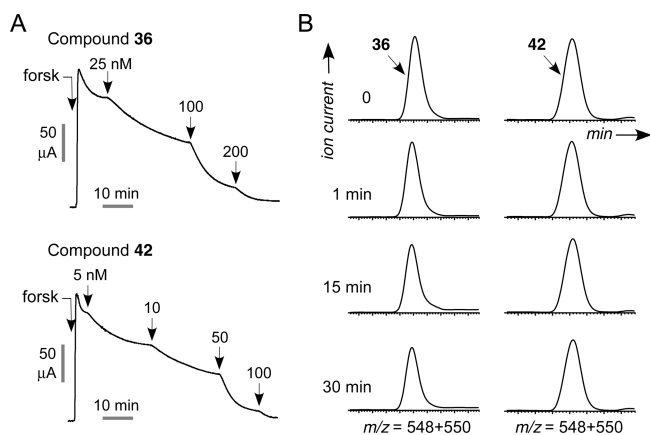 A
Compound 36
forsk
25 nM
100
200
50
µA
10 min
Compound 42
forsk
5 nM
10
50
100
50
µA
10 min
B
ion current
36
42
0
min
1 min
15 min
30 min
m/z = 548+550
m/z = 548+550